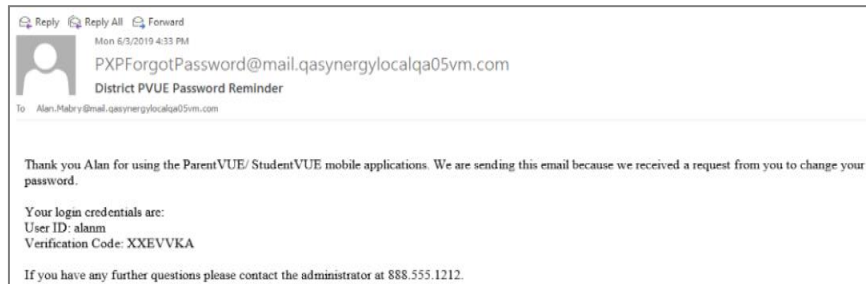 Reply Reply All Forward
Mon 6/3/2019 4:33 PM
PXPForgotPassword@mail.qasynergylocalqa05vm.com
District PVUE Password Reminder
To Alan.Mabry@mail.qasynergylocalqa05vm.com
Thank you Alan for using the ParentVUE/ StudentVUE mobile applications. We are sending this email because we received a request from you to change your
password.
Your login credentials are:
User ID: alanm
Verification Code: XXEVVKA
If you have any further questions please contact the administrator at 888.555.1212.